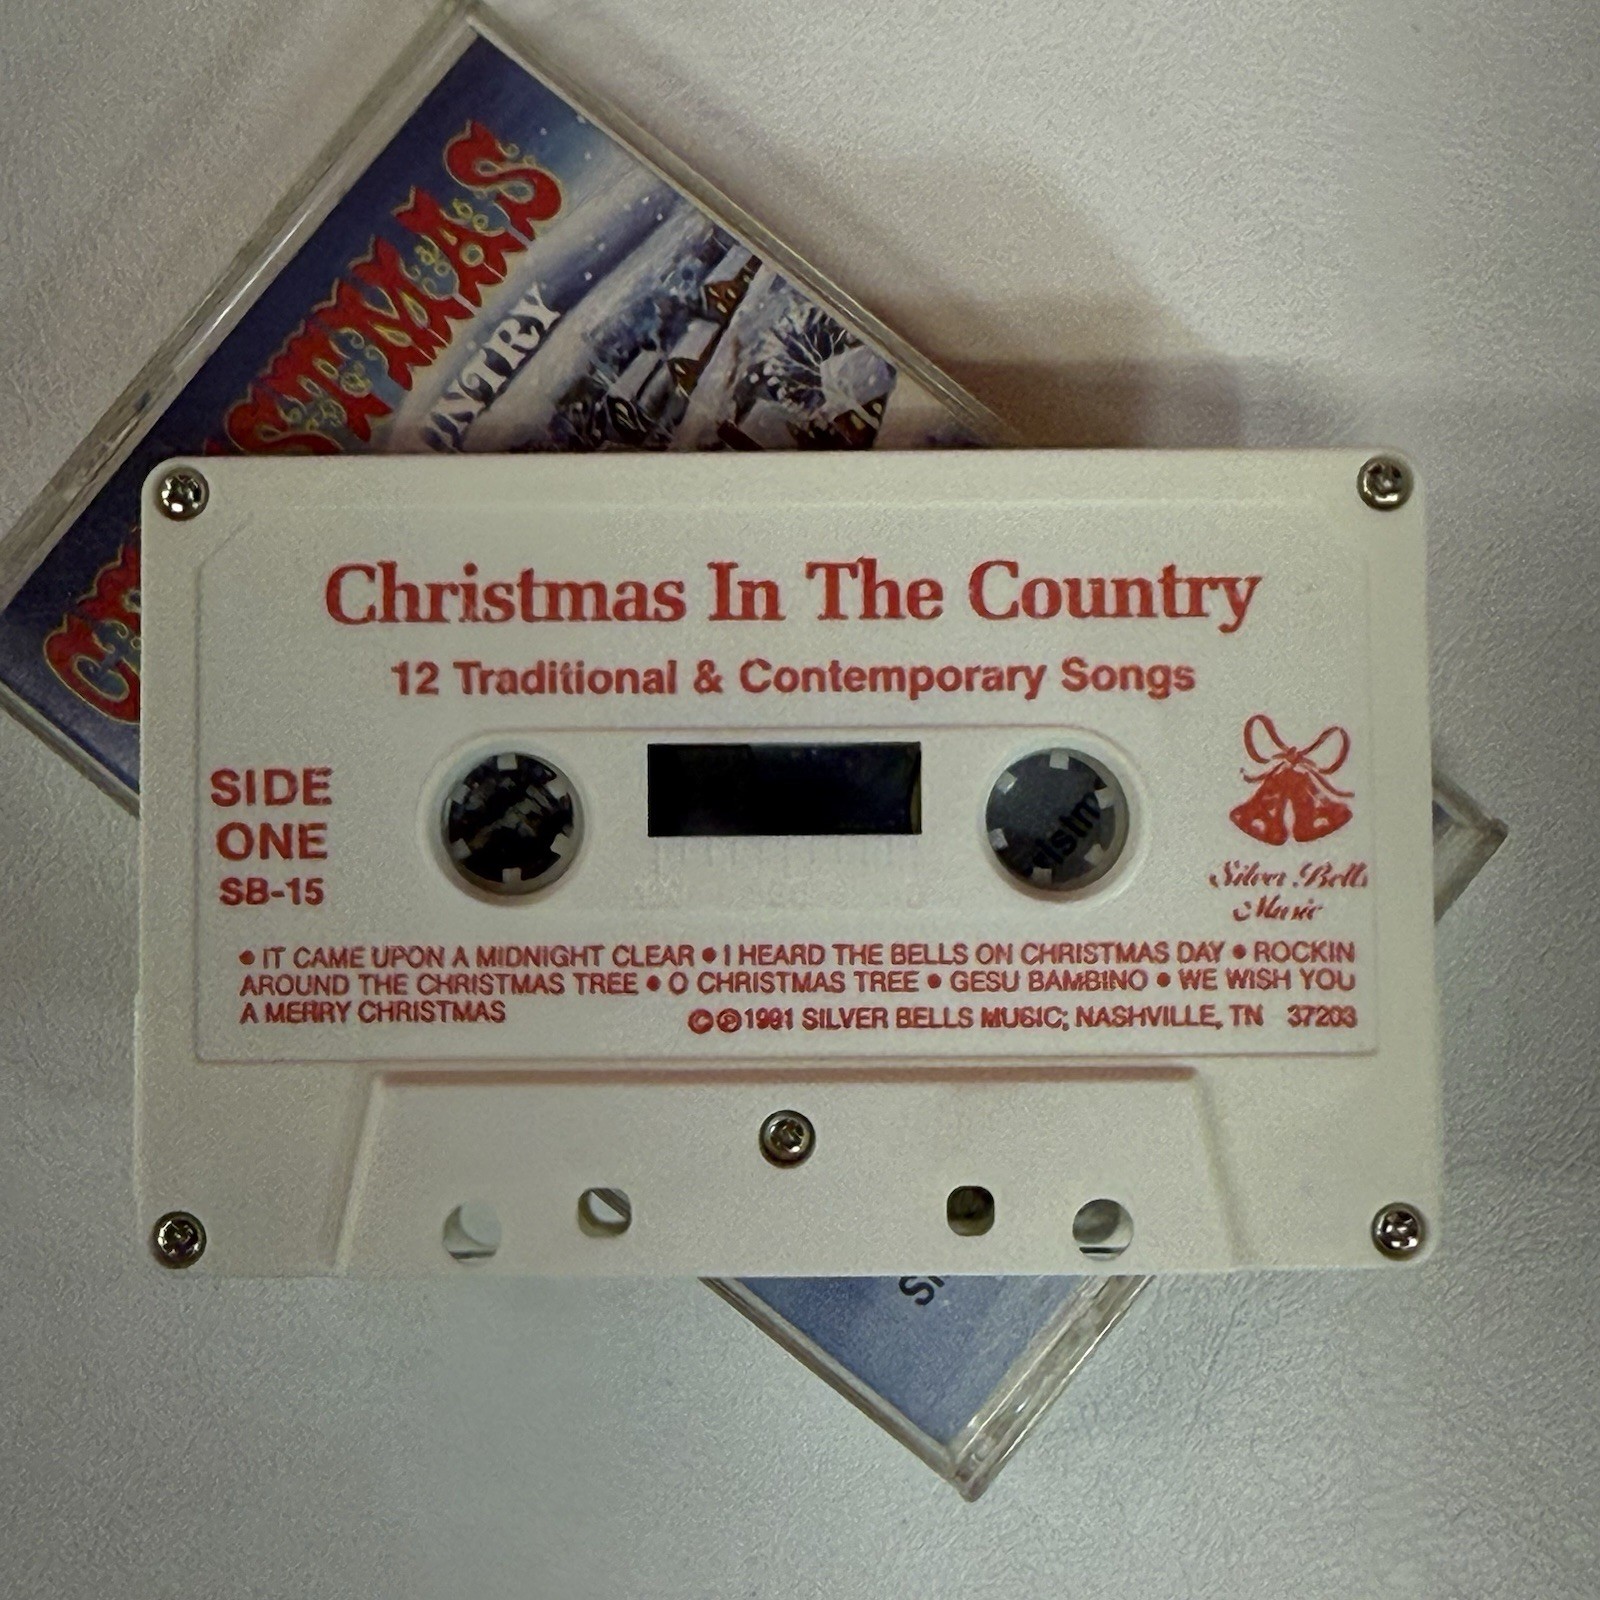 Christmas In The Country
12 Traditional & Contemporary Songs
SIDE
ONE
SB-15
Silver Bells
Music
• IT CAME UPON A MIDNIGHT CLEAR • I HEARD THE BELLS ON CHRISTMAS DAY • ROCKIN
AROUND THE CHRISTMAS TREE • O CHRISTMAS TREE • GESU BAMBINO • WE WISH YOU
A MERRY CHRISTMAS
©℗1991 SILVER BELLS MUSIC; NASHVILLE, TN 37203